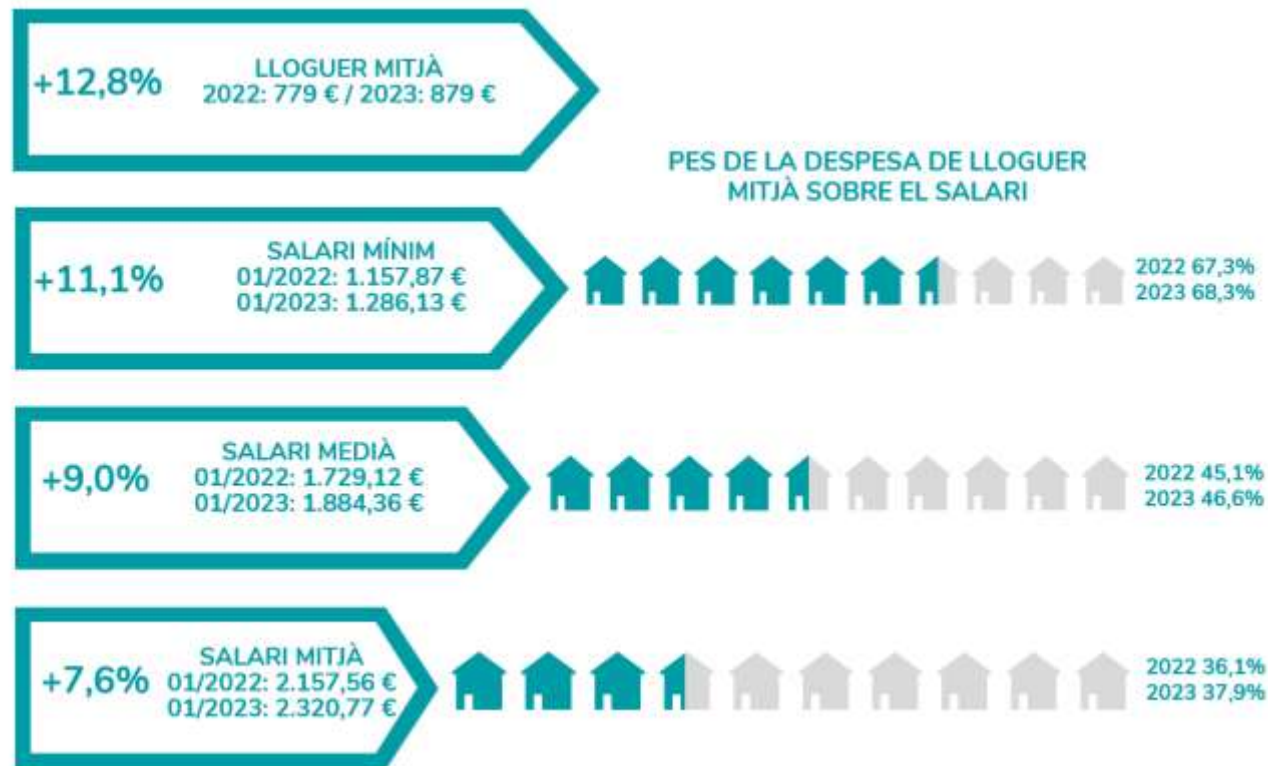 +12,8%
LLOGUER MITJÀ
2022: 779 € / 2023: 879 €
PES DE LA DESPESA DE LLOGUER
MITJÀ SOBRE EL SALARI
+11,1%
SALARI MÍNIM
01/2022: 1.157,87 €
01/2023: 1.286,13 €
2022 67,3%
2023 68,3%
+9,0%
SALARI MEDIÀ
01/2022: 1.729,12 €
01/2023: 1.884,36 €
2022 45,1%
2023 46,6%
+7,6%
SALARI MITJÀ
01/2022: 2.157,56 €
01/2023: 2.320,77 €
2022 36,1%
2023 37,9%